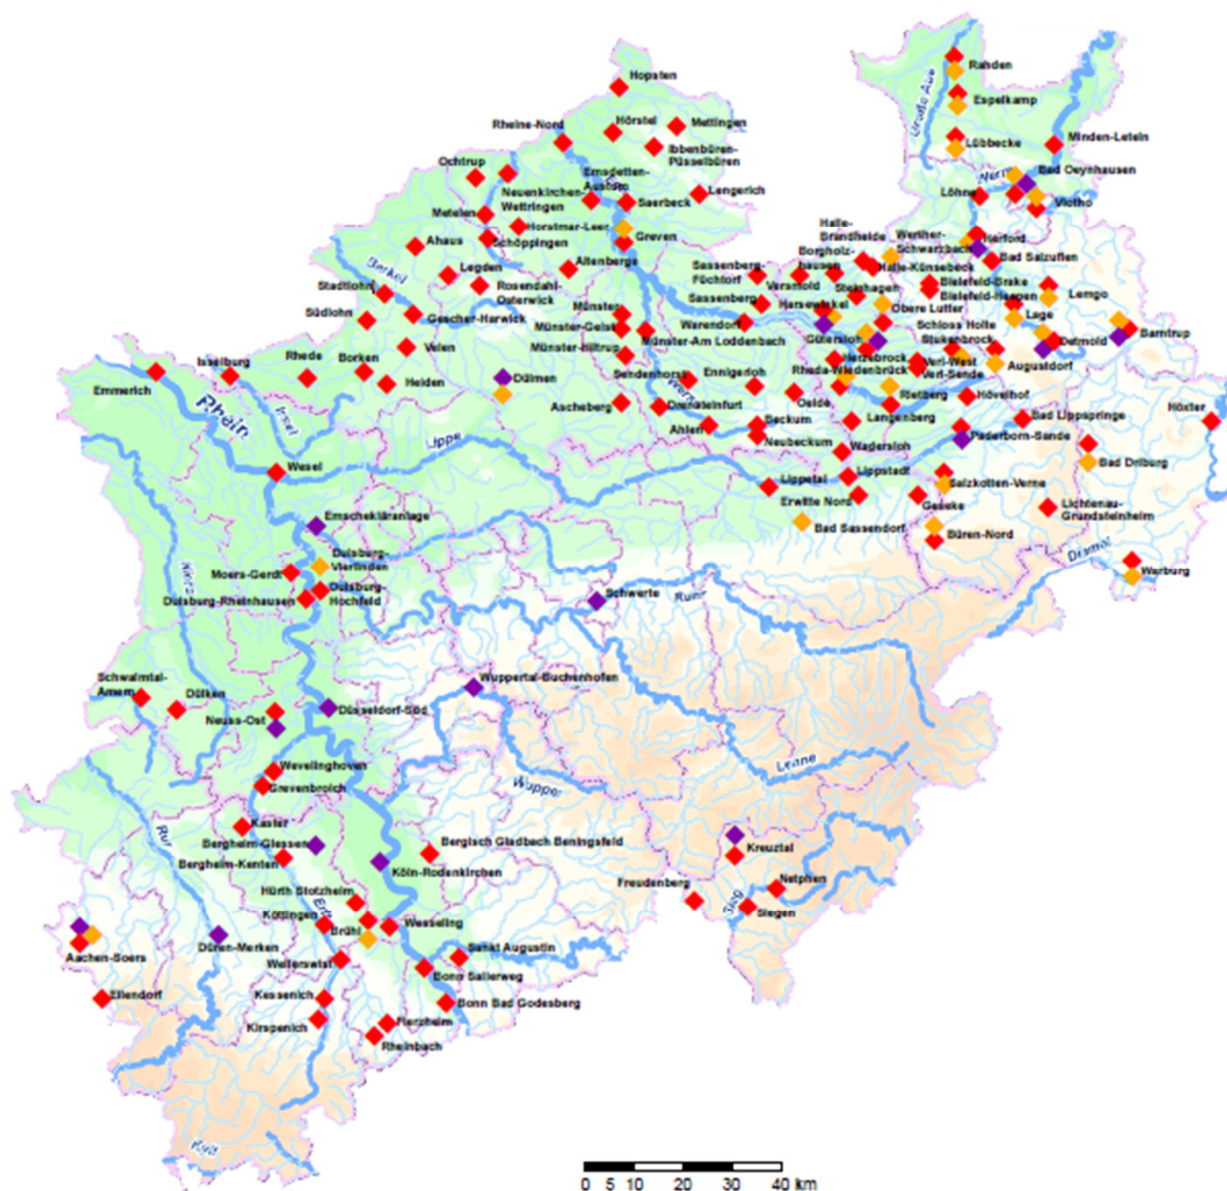 Hopsten
Rahden
Große Aue
Espelkamp
Rheine-Nord
Hörstel
Mettingen
Minden-Leteln
Lübbecke
Ibbenbüren-
Püsselbüren
Ochtrup
Emsdetten-
Austum
Bad Oeynhausen
Neuenkirchen-
Wettringen
Lengerich
Löhne
Saerbeck
Vlotho
Metelen
Horstmar-Leer
Halle-
Brandheide
Werther-
Schwarzbach
Greven
Herford
Schöppingen
Ahaus
Borgholz-
hausen
Bad Salzuflen
Berkel
Legden
Altenberge
Sassenberg-
Füchtorf
Halle-Künsebeck
Versmold
Bielefeld-Brake
Stadtlohn
Rosendahl-
Osterwick
Steinhagen
Bielefeld-Heepen
Lemgo
Sassenberg
Harsewinkel
Obere Lutter
Südlohn
Gescher-Harwick
Münster
Lage
Münster-Geist
Warendorf
Schloss Holte
Stukenbrock
Barntrup
Münster-Am Loddenbach
Gütersloh
Detmold
Velen
Münster-Hiltrup
Isselburg
Rhede
Borken
Herzebrock
Verl-West
Augustdorf
Emmerich
Heiden
Dülmen
Sendenhorst
Ennigerloh
Rheda-Wiedenbrück
Verl-Sende
Rhein
Issel
Werse
Rietberg
Hövelhof
Ascheberg
Drensteinfurt
Oelde
Höxter
Langenberg
Bad Lippspringe
Ahlen
Beckum
Lippe
Neubeckum
Paderborn-Sande
Wadersloh
Wesel
Bad Driburg
Lippetal
Lippstadt
Salzkotten-Verne
Erwitte Nord
Geseke
Lichtenau-
Grundsteinheim
Emscherkläranlage
Bad Sassendorf
Büren-Nord
Duisburg-
Vierlinden
Diemel
Moers-Gerdt
Warburg
Niers
Duisburg-
Hochfeld
Duisburg-Rheinhausen
Schwerte
Ruhr
Schwalmtal-
Amern
Dülken
Wuppertal-Buchenhofen
Neuss-Ost
Düsseldorf-Süd
Wevelinghoven
Lenne
Grevenbroich
Wupper
Kaster
Rur
Bergheim-Glessen
Bergisch Gladbach Beningsfeld
Kreuztal
Bergheim-Kenten
Köln-Rodenkirchen
Hürth Stotzheim
Freudenberg
Netphen
Sieg
Köttingen
Erft
Siegen
Wesseling
Brühl
Düren-Merken
Aachen-Soers
Sankt Augustin
Weilerswist
Bonn Salierweg
Eilendorf
Kessenich
Bonn Bad Godesberg
Kirspenich
Flerzheim
Rheinbach
Kyll
0 5 10 20 30 40 km